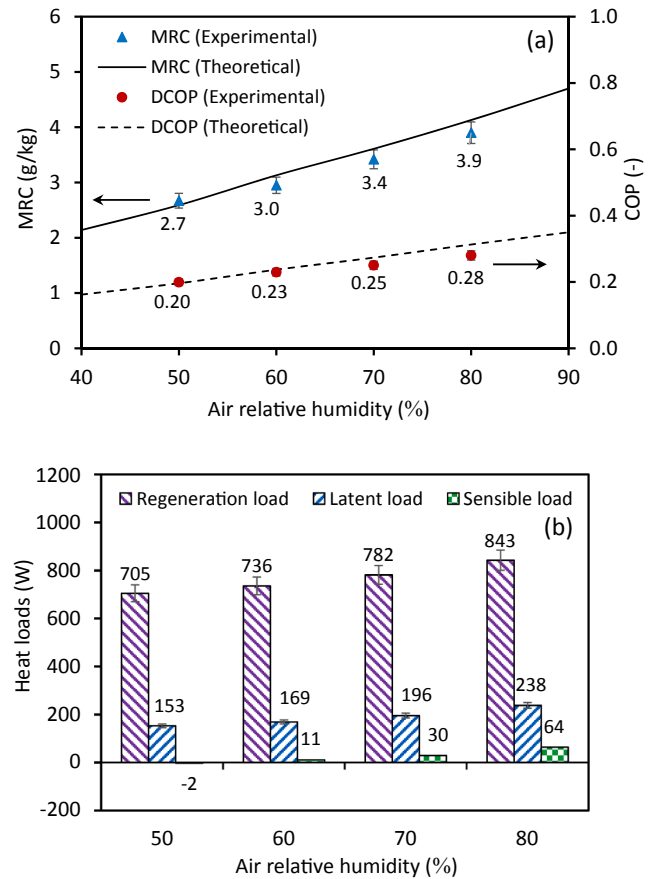 (a)
MRC (Experimental)
MRC (Theoretical)
DCOP (Experimental)
DCOP (Theoretical)
MRC (g/kg)
6
5
4
3
2
1
0
COP (-)
1.0
0.8
0.6
0.4
0.2
0.0
2.7 3.0 3.4 3.9
0.20 0.23 0.25 0.28
40 50 60 70 80 90
Air relative humidity (%)
(b)
Regeneration load Latent load Sensible load
Heat loads (W)
1200
1000
800
600
400
200
0
-200
705 736 782 843
153 169 196 238
-2 11 30 64
50 60 70 80
Air relative humidity (%)